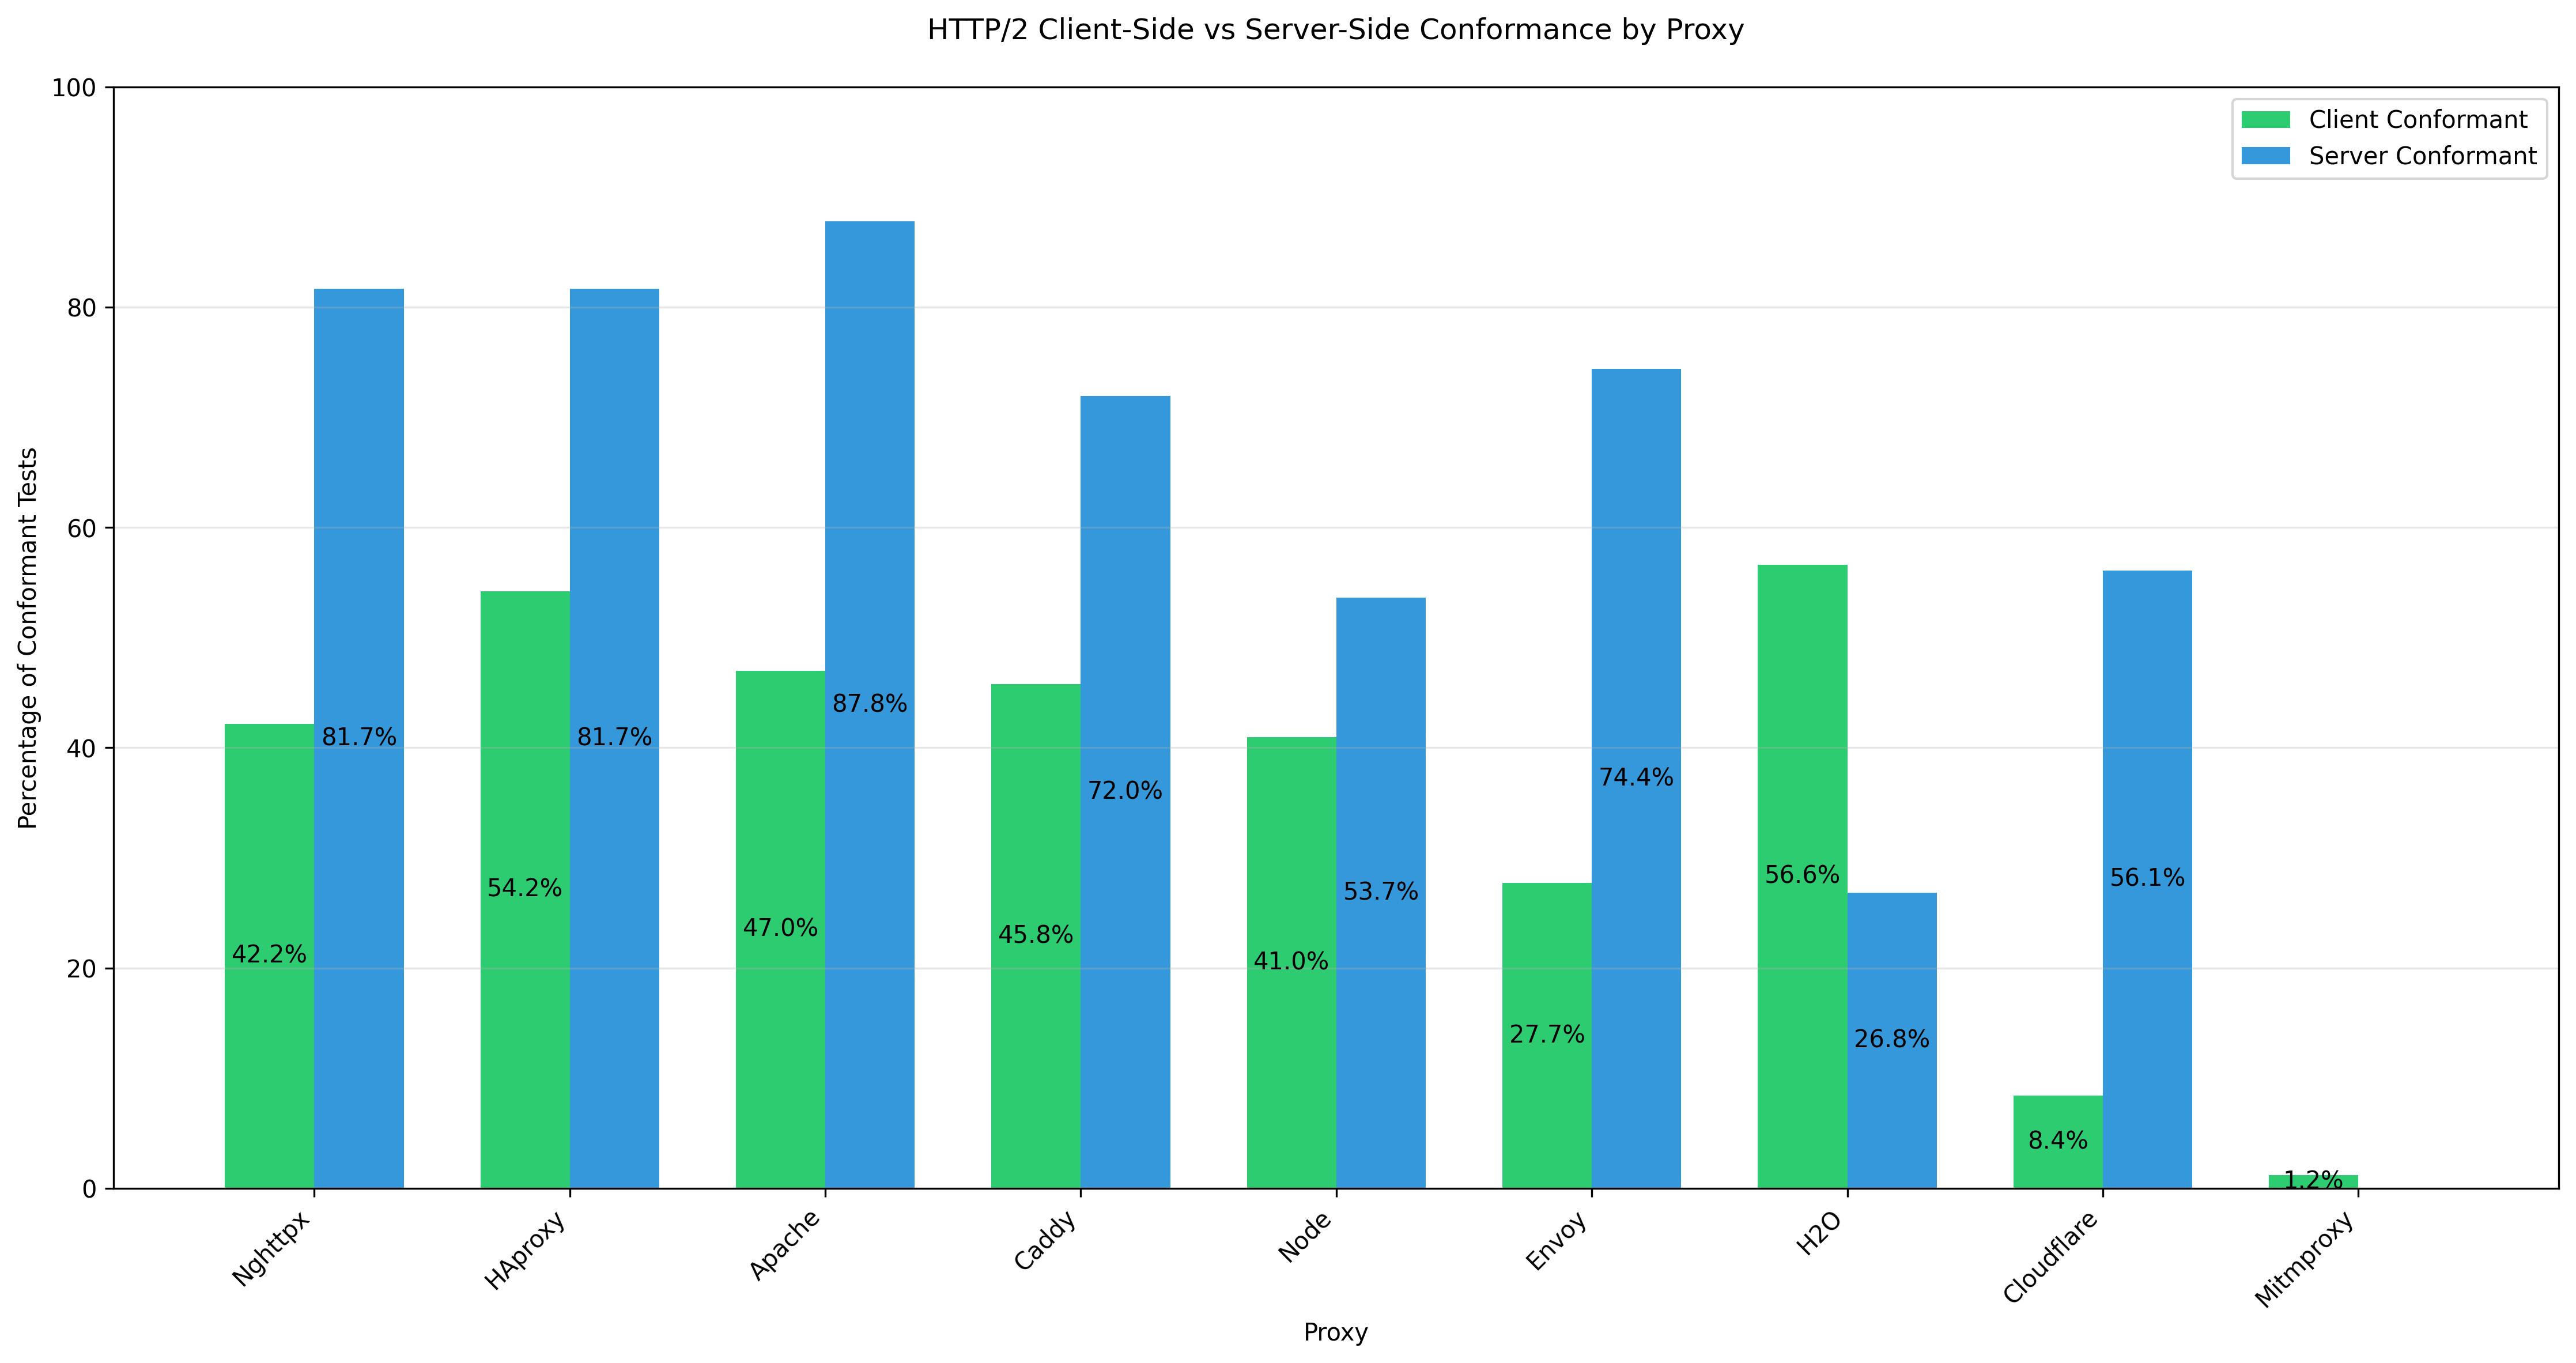 HTTP/2 Client-Side vs Server-Side Conformance by Proxy
Client Conformant
Server Conformant
Percentage of Conformant Tests
100
80
60
40
20
0
42.2%
81.7%
54.2%
81.7%
47.0%
87.8%
45.8%
72.0%
41.0%
53.7%
27.7%
74.4%
56.6%
26.8%
8.4%
56.1%
1.2%
Nghttpx
HAproxy
Apache
Caddy
Node
Envoy
H2O
Cloudflare
Mitmproxy
Proxy